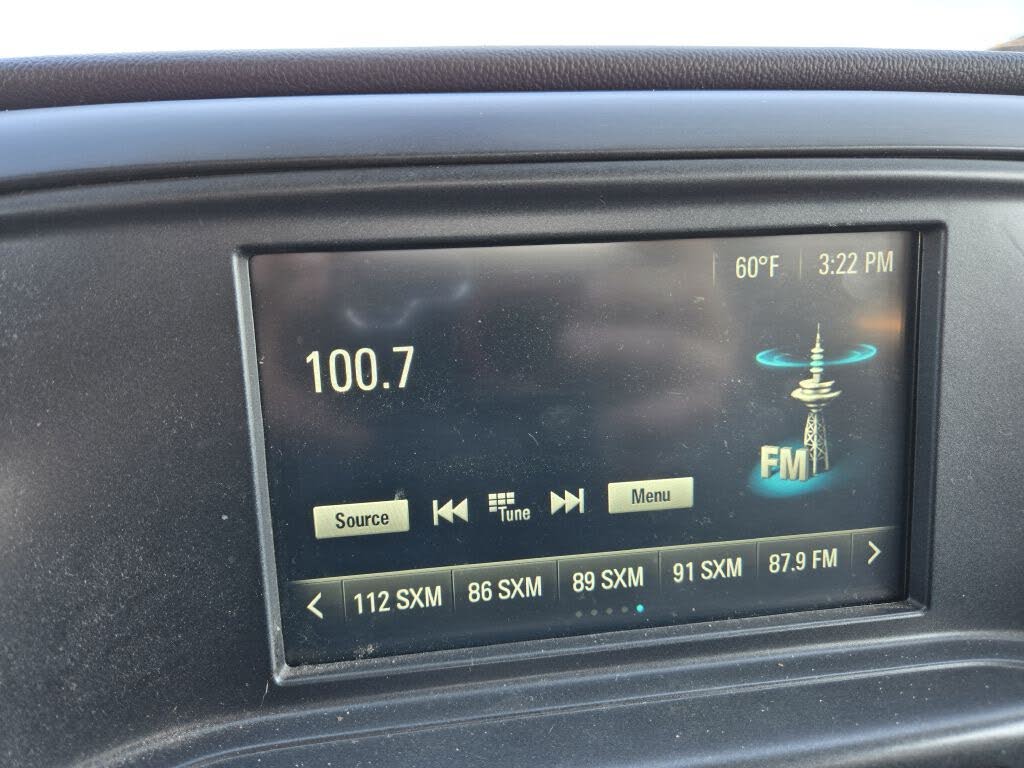 60°F 3:22 PM
100.7
FM
Source Tune Menu
112 SXM 86 SXM 89 SXM 91 SXM 87.9 FM